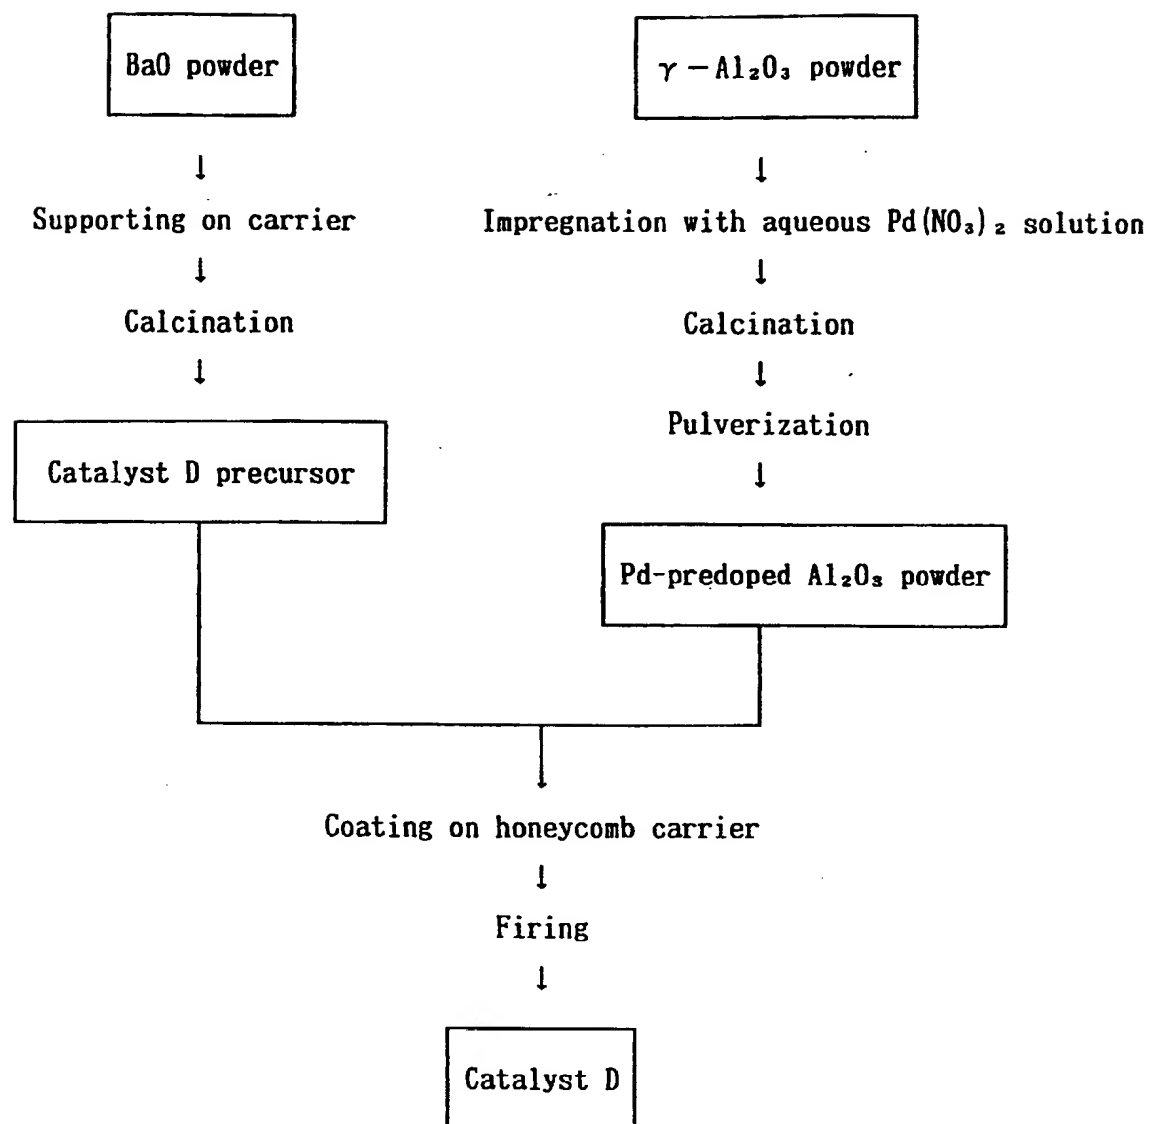 BaO powder
γ-Al₂O₃ powder
↓
↓
Supporting on carrier
Impregnation with aqueous Pd(NO₃)₂ solution
↓
↓
Calcination
Calcination
↓
↓
Pulverization
Catalyst D precursor
↓
Pd-predoped Al₂O₃ powder
Coating on honeycomb carrier
↓
Firing
↓
Catalyst D